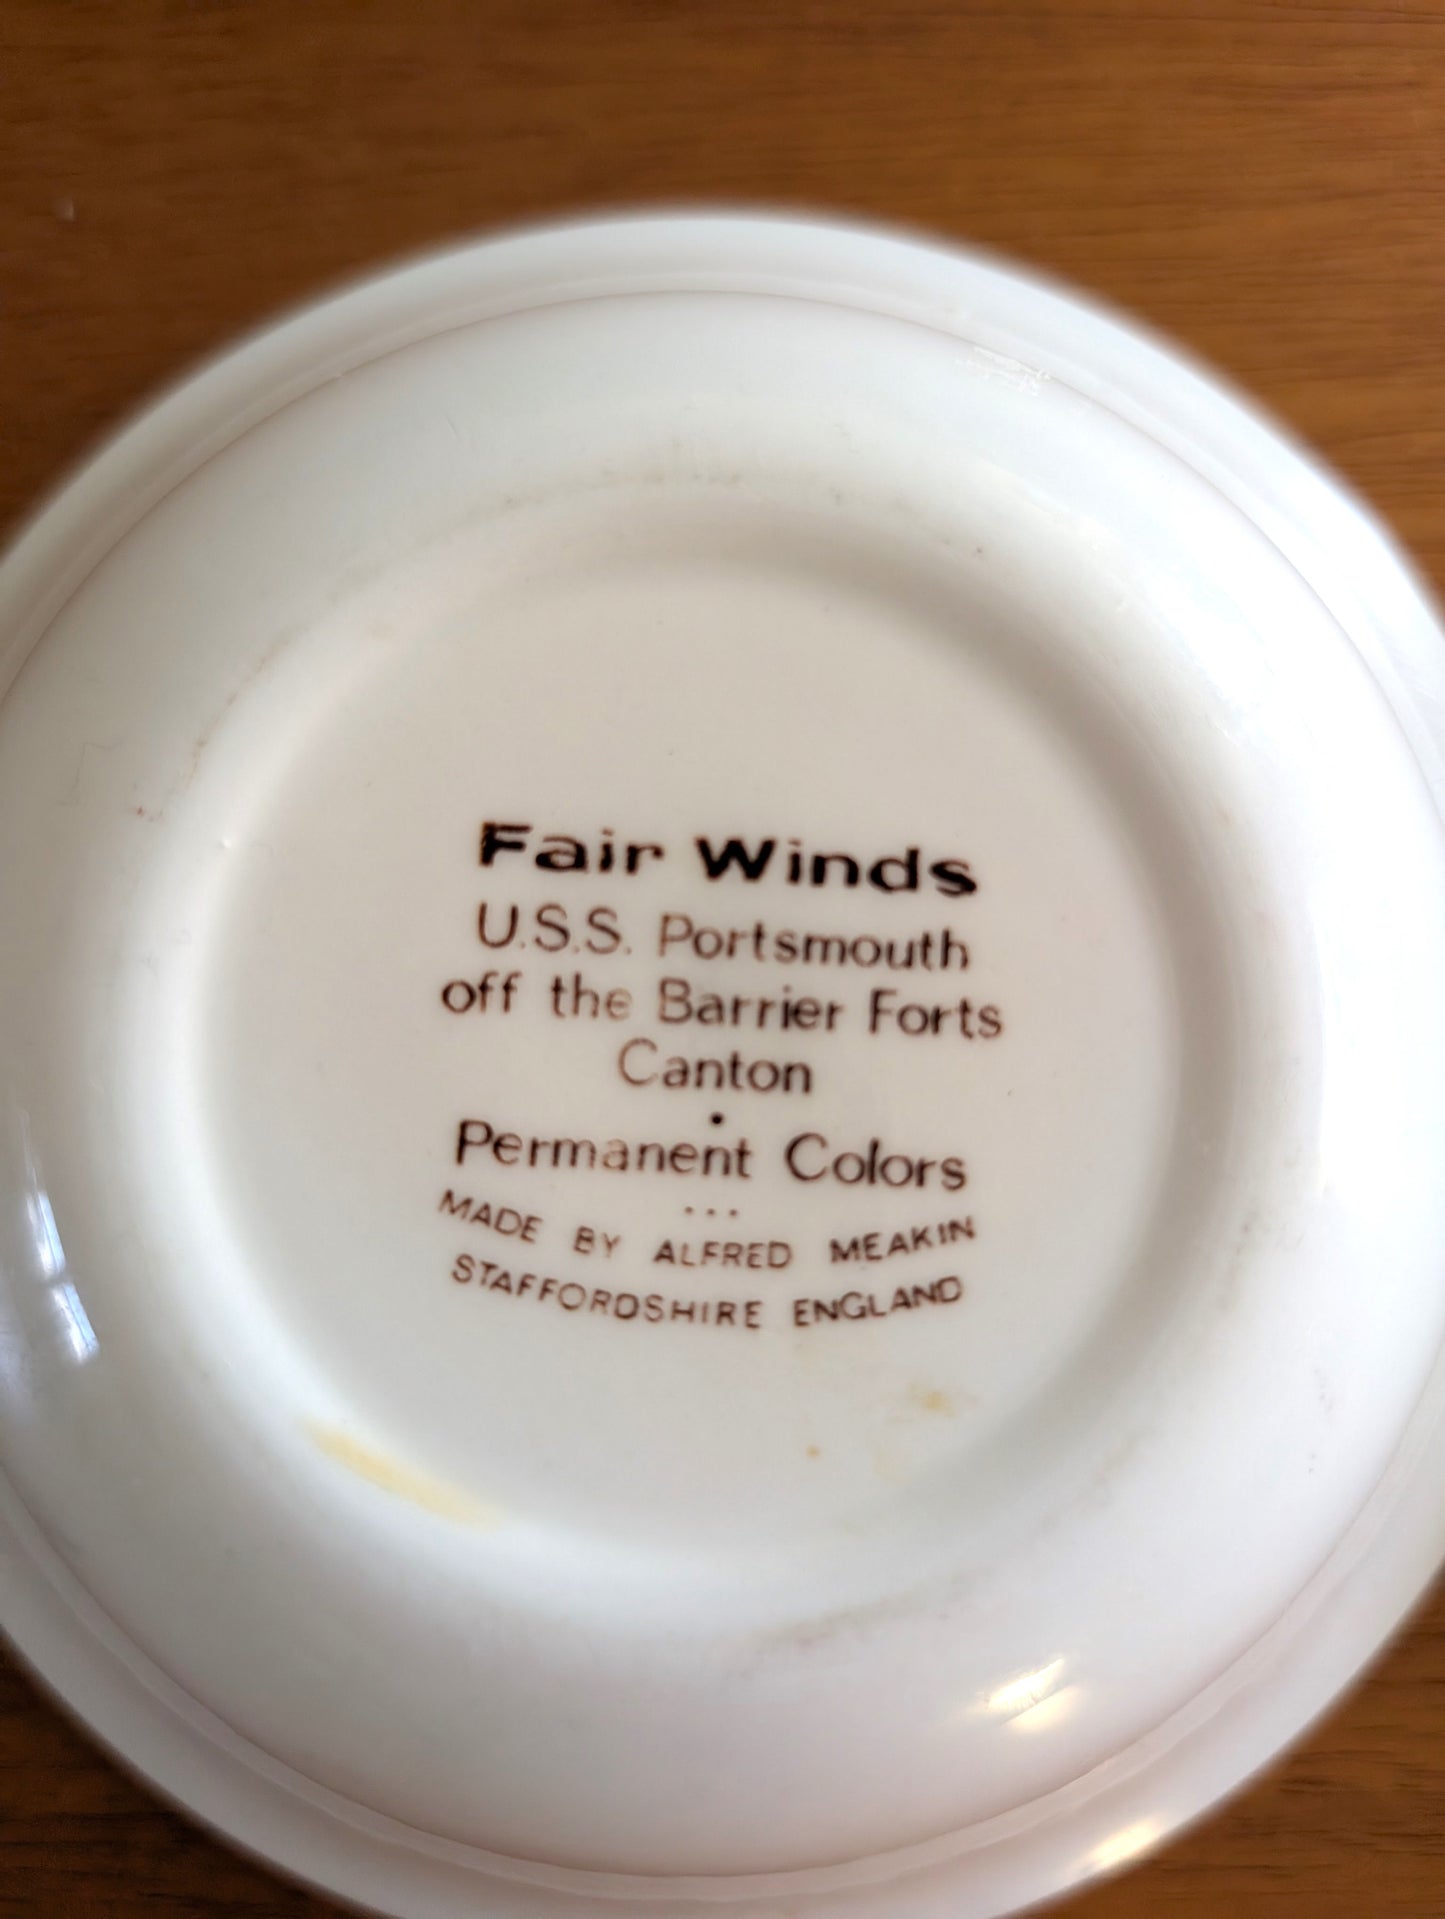 Fair Winds
U.S.S. Portsmouth
off the Barrier Forts
Canton
•
Permanent Colors
...
MADE BY ALFRED MEAKIN
STAFFORDSHIRE ENGLAND